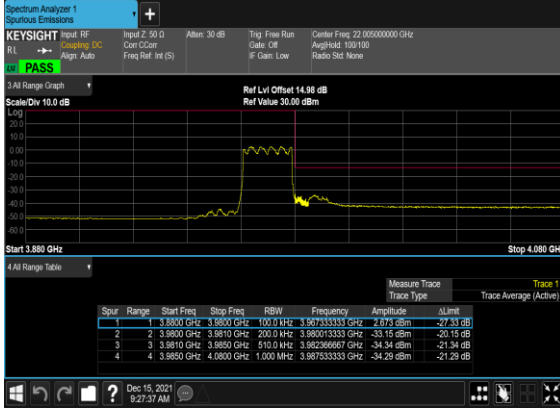 Spectrum Analyzer 1
Spurious Emissions
KEYSIGHT Input: RF Input Z: 50 Ω Atten: 30 dB Trig: Free Run Center Freq: 22.005000000 GHz
RL Coupling: DC Corr CCorr Gate: Off Avg|Hold: 100/100
Align: Auto Freq Ref: Int (S) IF Gain: Low Radio Std: None
PASS
3 All Range Graph
Ref Lvl Offset 14.98 dB
Scale/Div 10.0 dB Ref Value 30.00 dBm
Log
20.0
10.0
0.00
-10.0
-20.0
-30.0
-40.0
-50.0
-60.0
Start 3.880 GHz Stop 4.080 GH
4 All Range Table
Measure Trace Trace 1
Trace Type Trace Average (Active)
Spur Range Start Freq Stop Freq RBW Frequency Amplitude ΔLimit
1 1 3.8800 GHz 3.9800 GHz 100.0 kHz 3.967333333 GHz 2.673 dBm -27.33 dB
2 2 3.9800 GHz 3.9810 GHz 200.0 kHz 3.980013333 GHz -33.15 dBm -20.15 dB
3 3 3.9810 GHz 3.9850 GHz 510.0 kHz 3.982366667 GHz -34.34 dBm -21.34 dB
4 4 3.9850 GHz 4.0800 GHz 1.000 MHz 3.987533333 GHz -34.29 dBm -21.29 dB
? Dec 15, 2021
9:27:37 AM